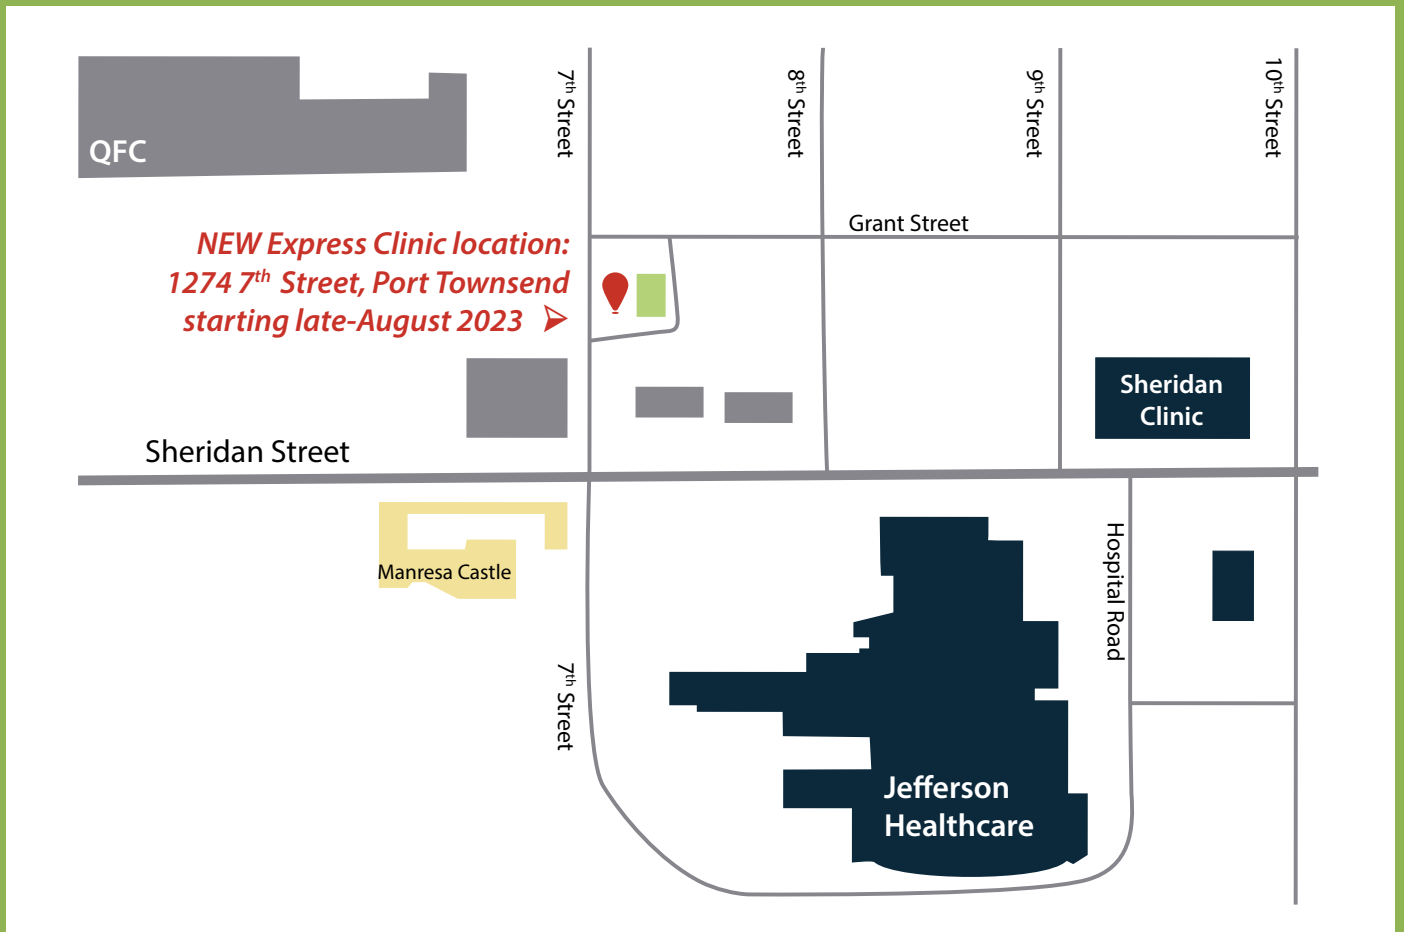 QFC
7th Street
8th Street
9th Street
10th Street
Grant Street
NEW Express Clinic location:
1274 7th Street, Port Townsend
starting late-August 2023
Sheridan
Clinic
Sheridan Street
Manresa Castle
Hospital Road
7th Street
Jefferson
Healthcare